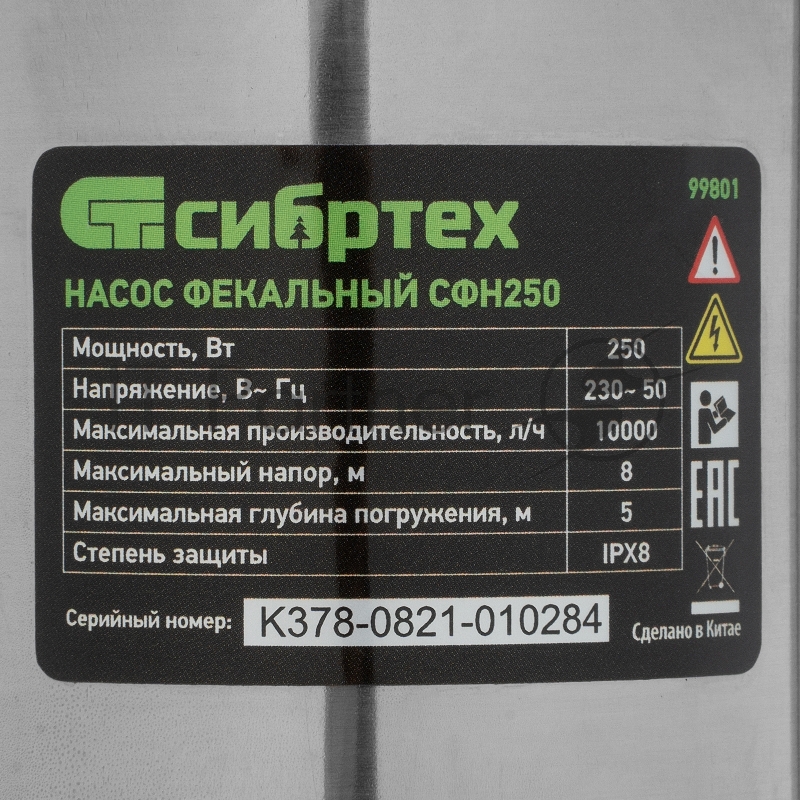 сибртех
99801
НАСОС ФЕКАЛЬНЫЙ СФН250
Мощность, Вт 250
Напряжение, В~ Гц 230~ 50
Максимальная производительность, л/ч 10000
Максимальный напор, м 8
Максимальная глубина погружения, м 5
Степень защиты IPX8
EAC
Серийный номер: K378-0821-010284
Сделано в Китае